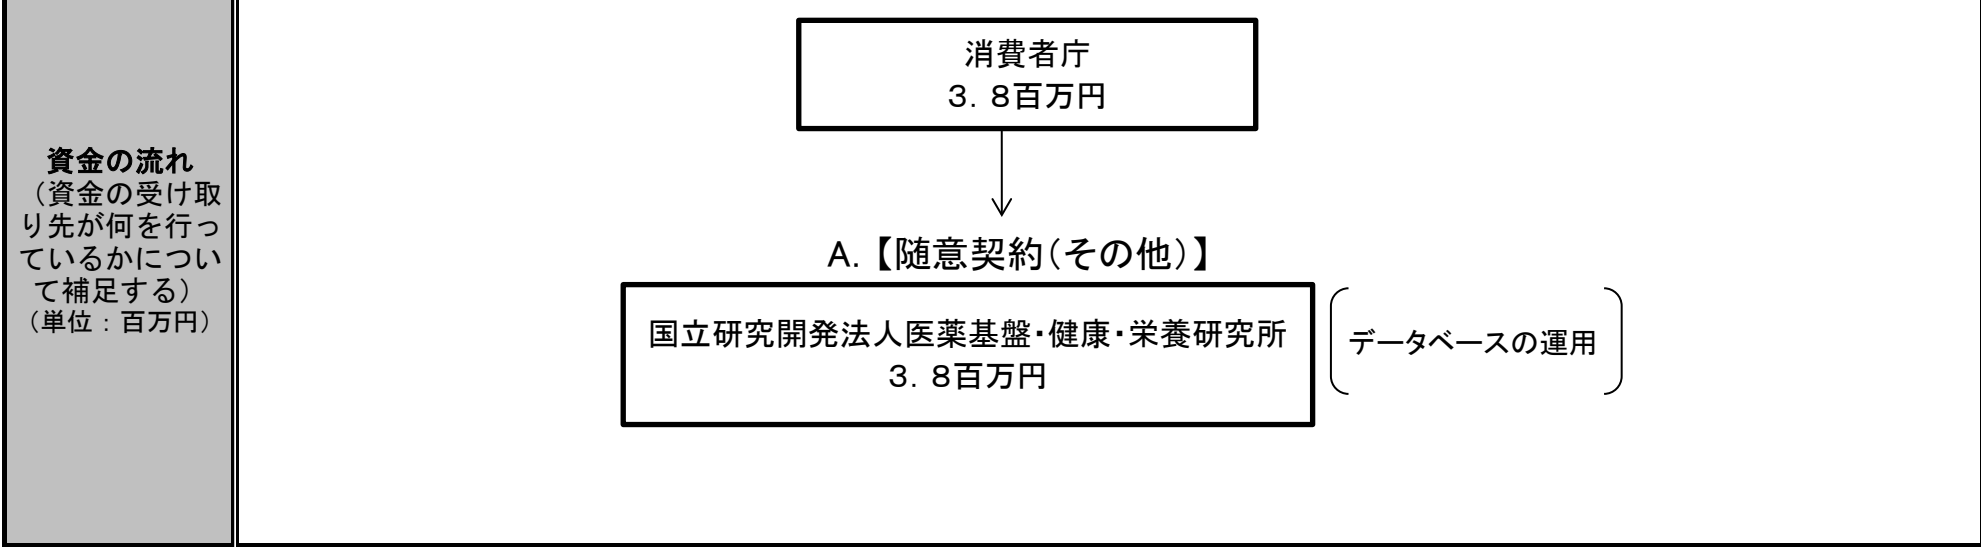 資金の流れ
（資金の受け取
り先が何を行っ
ているかについ
て補足する）
（単位：百万円）
消費者庁
３．８百万円
A.【随意契約（その他）】
国立研究開発法人医薬基盤・健康・栄養研究所
３．８百万円
データベースの運用